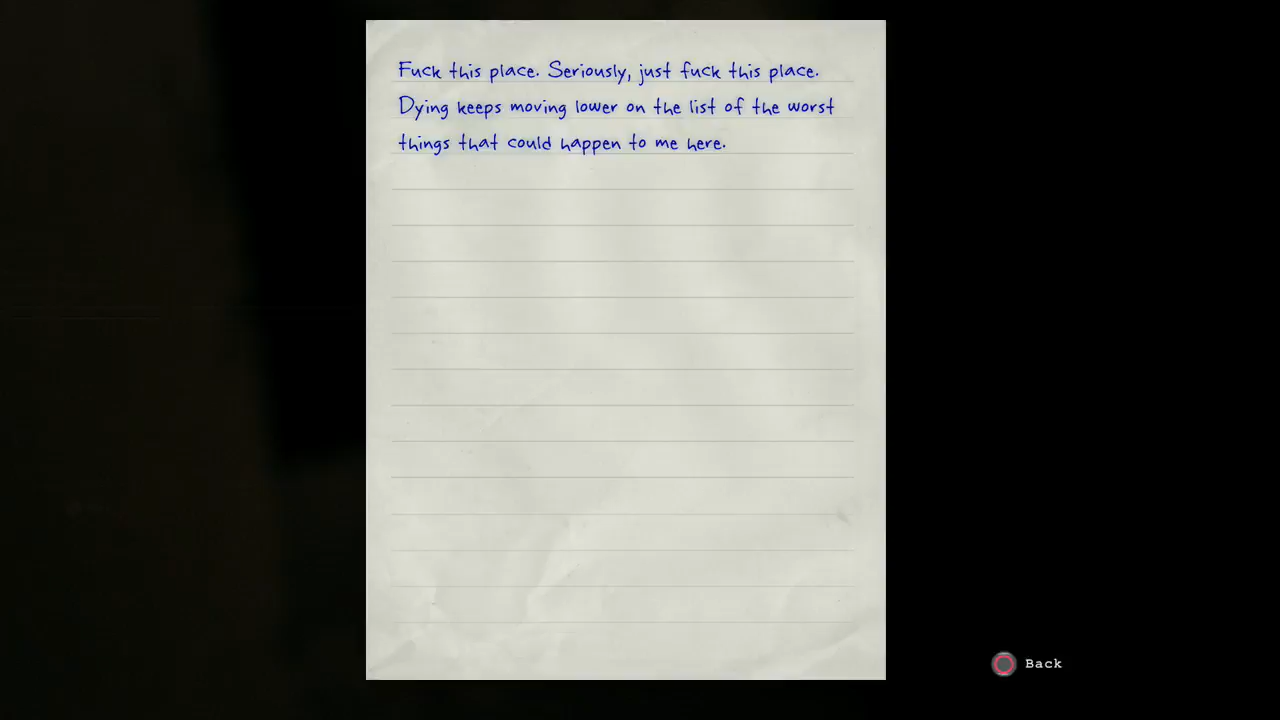 Fuck this place. Seriously, just fuck this place.
Dying keeps moving lower on the list of the worst
things that could happen to me here.
Back